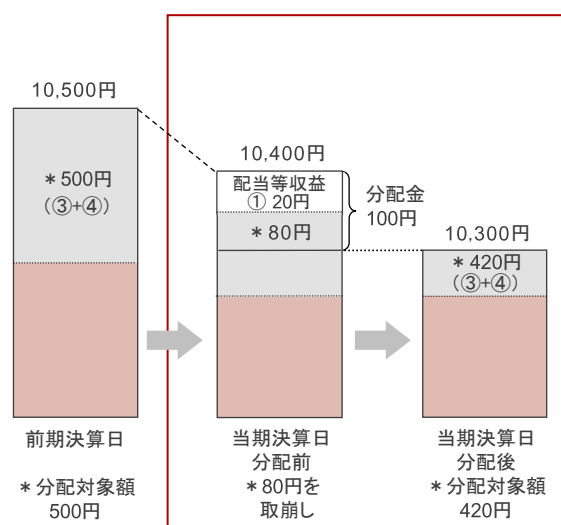 10,500円
＊500円
（③+④）
前期決算日
＊分配対象額
500円
10,400円
配当等収益
① 20円
＊80円
分配金
100円
当期決算日
分配前
＊80円を
取崩し
10,300円
＊420円
（③+④）
当期決算日
分配後
＊分配対象額
420円